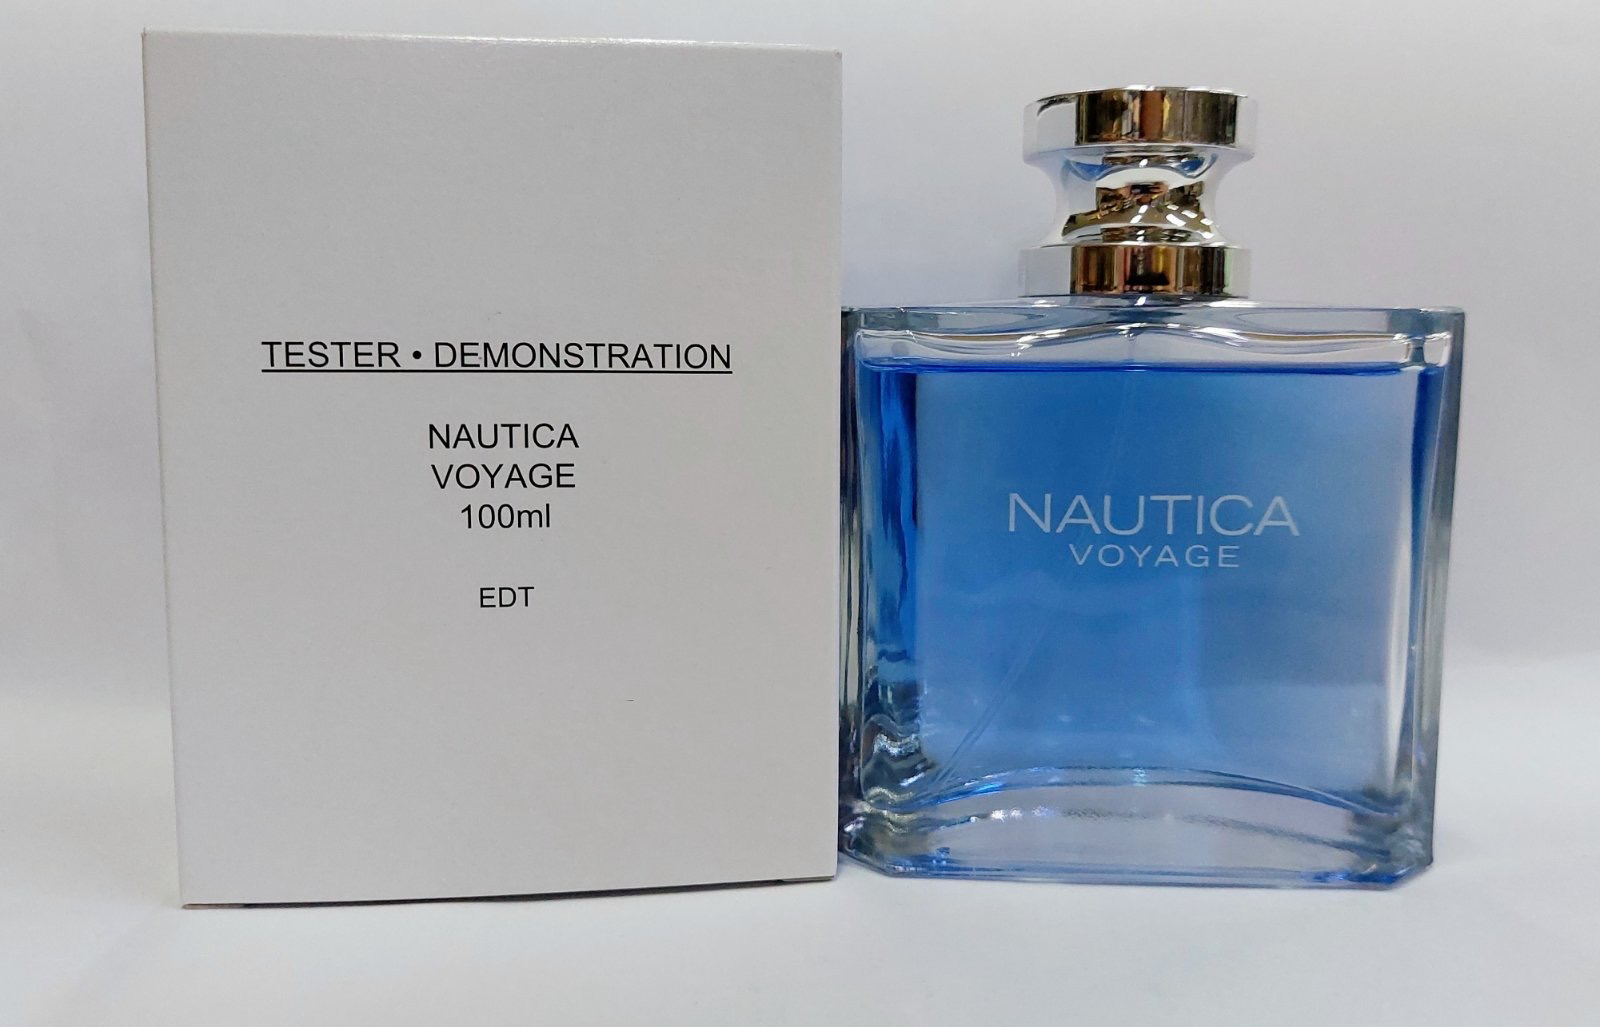 TESTER • DEMONSTRATION
NAUTICA
VOYAGE
100ml
EDT
NAUTICA
VOYAGE